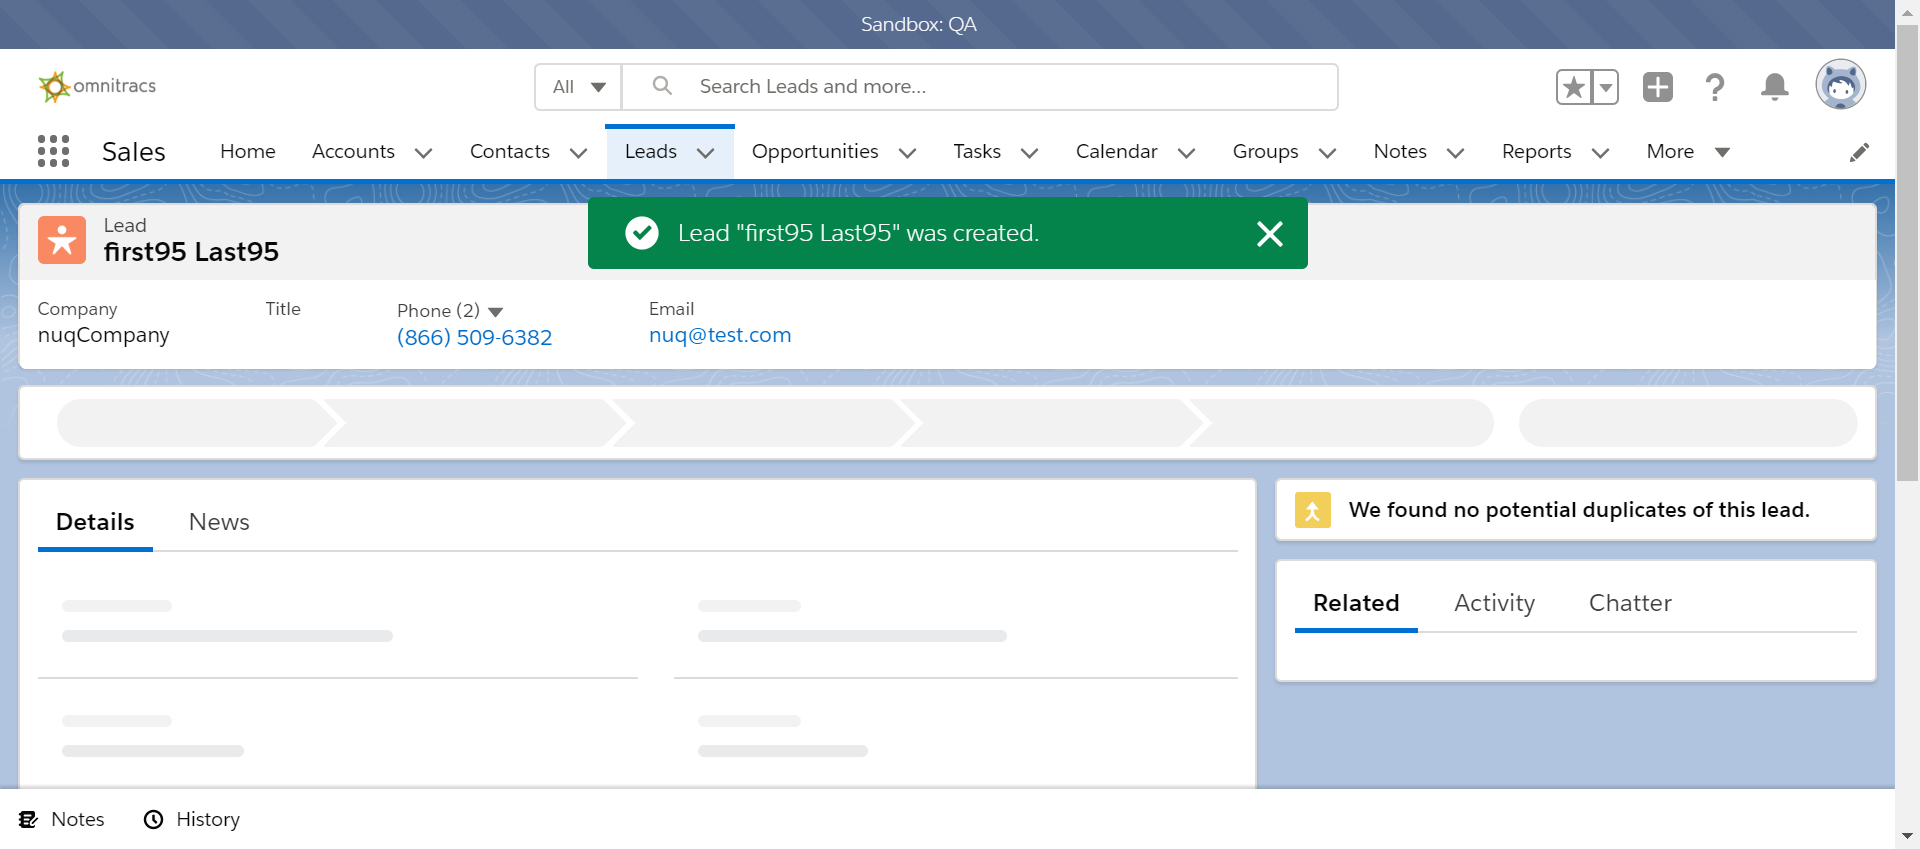 Sandbox: QA
omnitracs
All
Search Leads and more...
Sales
Home
Accounts
Contacts
Leads
Opportunities
Tasks
Calendar
Groups
Notes
Reports
More
Lead
first95 Last95
Lead "first95 Last95" was created.
Company
nuqCompany
Title
Phone (2)
(866) 509-6382
Email
nuq@test.com
Details
News
We found no potential duplicates of this lead.
Related
Activity
Chatter
Notes
History